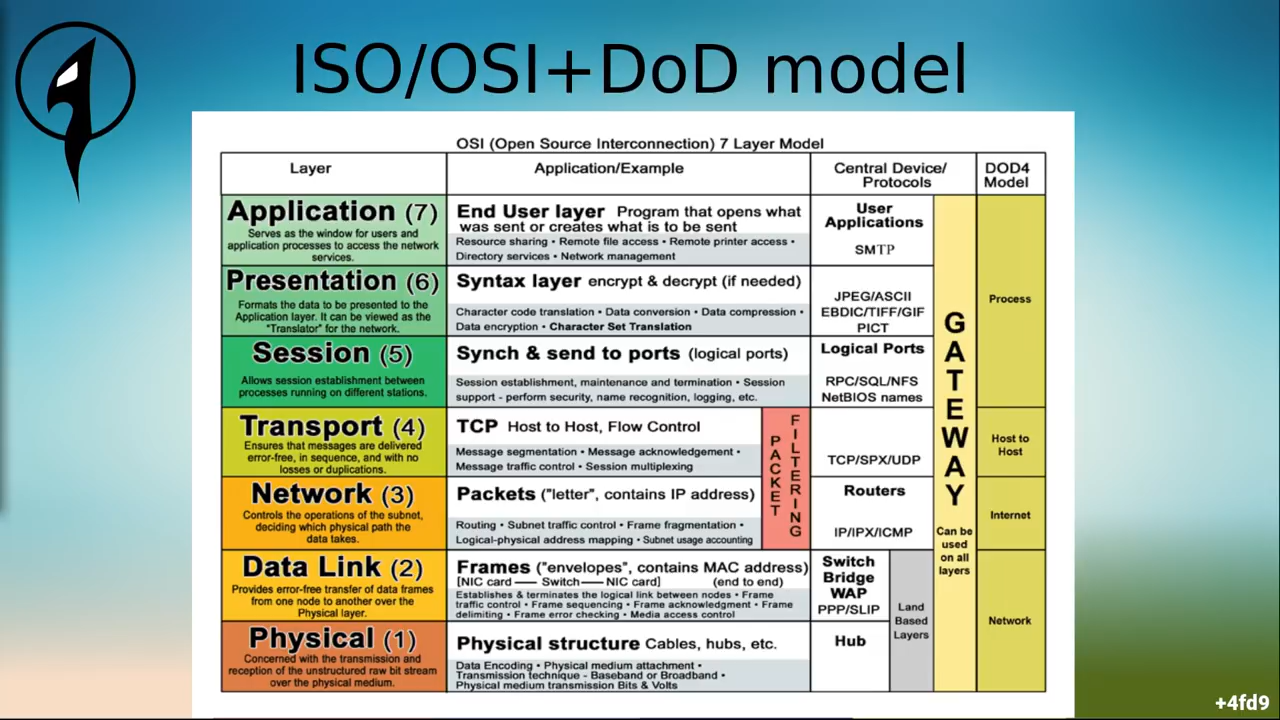 ISO/OSI+DoD model
OSI (Open Source Interconnection) 7 Layer Model
Layer
Application/Example
Central Device/
Protocols
DOD4
Model
Application (7)
Serves as the window for users and
application processes to access the network
services.
End User layer Program that opens what
was sent or creates what is to be sent
Resource sharing • Remote file access • Remote printer access •
Directory services • Network management
User
Applications
SMTP
Presentation (6)
Formats the data to be presented to the
Application layer. It can be viewed as the
"Translator" for the network.
Syntax layer encrypt & decrypt (if needed)
Character code translation • Data conversion • Data compression •
Data encryption • Character Set Translation
JPEG/ASCII
EBDIC/TIFF/GIF
PICT
Session (5)
Allows session establishment between
processes running on different stations.
Synch & send to ports (logical ports)
Session establishment, maintenance and termination • Session
support - perform security, name recognition, logging, etc.
Logical Ports
RPC/SQL/NFS
NetBIOS names
Transport (4)
Ensures that messages are delivered
error-free, in sequence, and with no
losses or duplications.
TCP Host to Host, Flow Control
Message segmentation • Message acknowledgement •
Message traffic control • Session multiplexing
TCP/SPX/UDP
Network (3)
Controls the operations of the subnet,
deciding which physical path the
data takes.
Packets ("letter", contains IP address)
Routing • Subnet traffic control • Frame fragmentation •
Logical-physical address mapping • Subnet usage accounting
PACKET
FILTERING
Routers
IP/IPX/ICMP
Data Link (2)
Provides error-free transfer of data frames
from one node to another over the
Physical layer.
Frames ("envelopes", contains MAC address)
[NIC card — Switch — NIC card] (end to end)
Establishes & terminates the logical link between nodes • Frame
traffic control • Frame sequencing • Frame acknowledgment • Frame
delimiting • Frame error checking • Media access control
Switch
Bridge
WAP
PPP/SLIP
Physical (1)
Concerned with the transmission and
reception of the unstructured raw bit stream
over the physical medium.
Physical structure Cables, hubs, etc.
Data Encoding • Physical medium attachment •
Transmission technique - Baseband or Broadband •
Physical medium transmission Bits & Volts
Hub
Land
Based
Layers
GATEWAY
Can be
used
on all
layers
Process
Host to
Host
Internet
Network
+4fd9